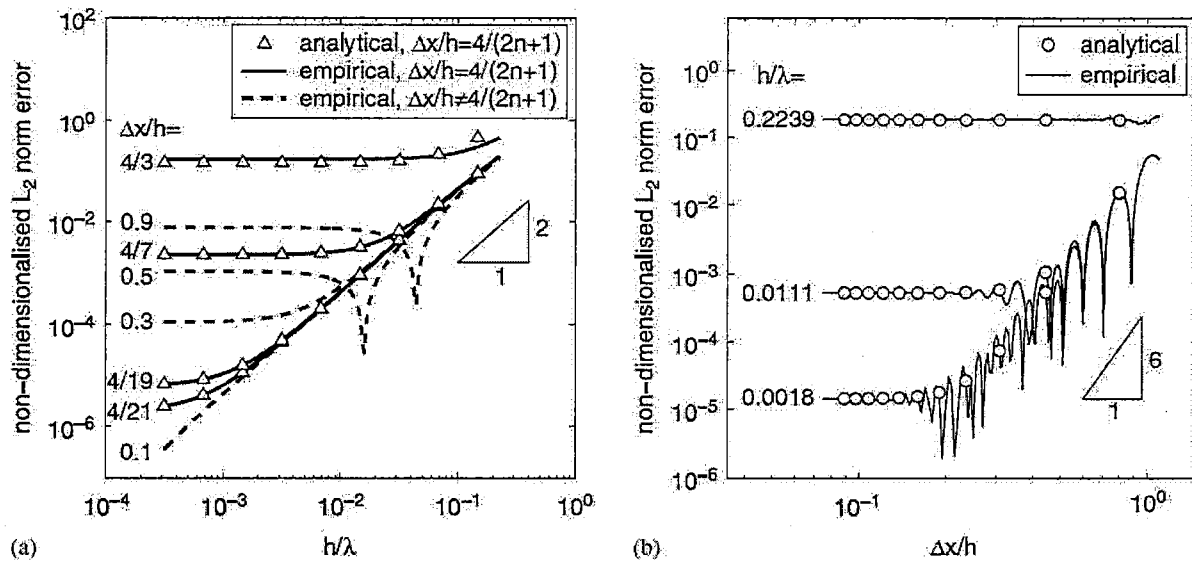 analytical, Δx/h=4/(2n+1)
empirical, Δx/h=4/(2n+1)
empirical, Δx/h≠4/(2n+1)
non-dimensionalised L₂ norm error
10²
10⁰
10⁻²
10⁻⁴
10⁻⁶
Δx/h=
4/3
0.9
4/7
0.5
0.3
4/19
4/21
0.1
2
1
10⁻⁴
10⁻³
10⁻²
10⁻¹
10⁰
(a)
h/λ
analytical
empirical
non-dimensionalised L₂ norm error
10⁰
10⁻¹
10⁻²
10⁻³
10⁻⁴
10⁻⁵
10⁻⁶
h/λ=
0.2239
0.0111
0.0018
6
1
10⁻¹
10⁰
(b)
Δx/h